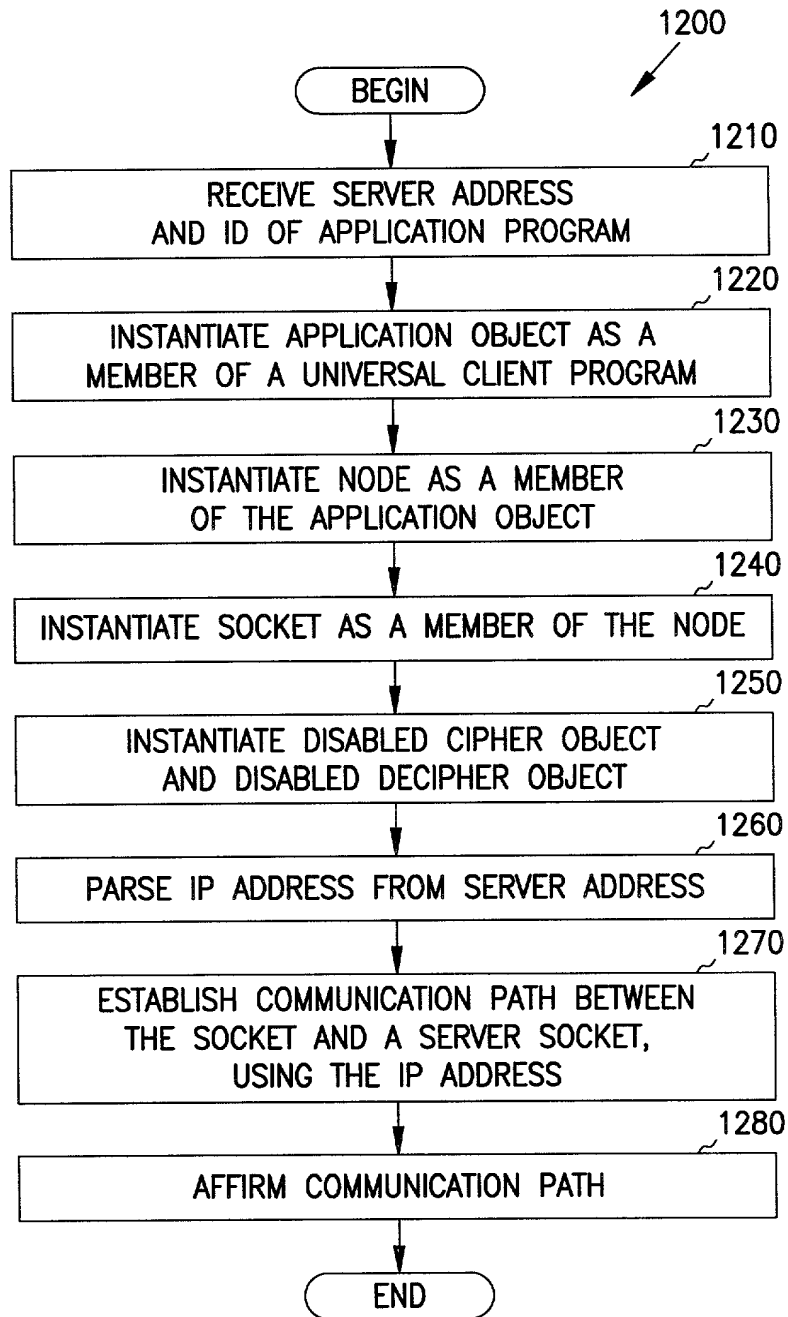 1200
BEGIN
1210
RECEIVE SERVER ADDRESS
AND ID OF APPLICATION PROGRAM
1220
INSTANTIATE APPLICATION OBJECT AS A
MEMBER OF A UNIVERSAL CLIENT PROGRAM
1230
INSTANTIATE NODE AS A MEMBER
OF THE APPLICATION OBJECT
1240
INSTANTIATE SOCKET AS A MEMBER OF THE NODE
1250
INSTANTIATE DISABLED CIPHER OBJECT
AND DISABLED DECIPHER OBJECT
1260
PARSE IP ADDRESS FROM SERVER ADDRESS
1270
ESTABLISH COMMUNICATION PATH BETWEEN
THE SOCKET AND A SERVER SOCKET,
USING THE IP ADDRESS
1280
AFFIRM COMMUNICATION PATH
END